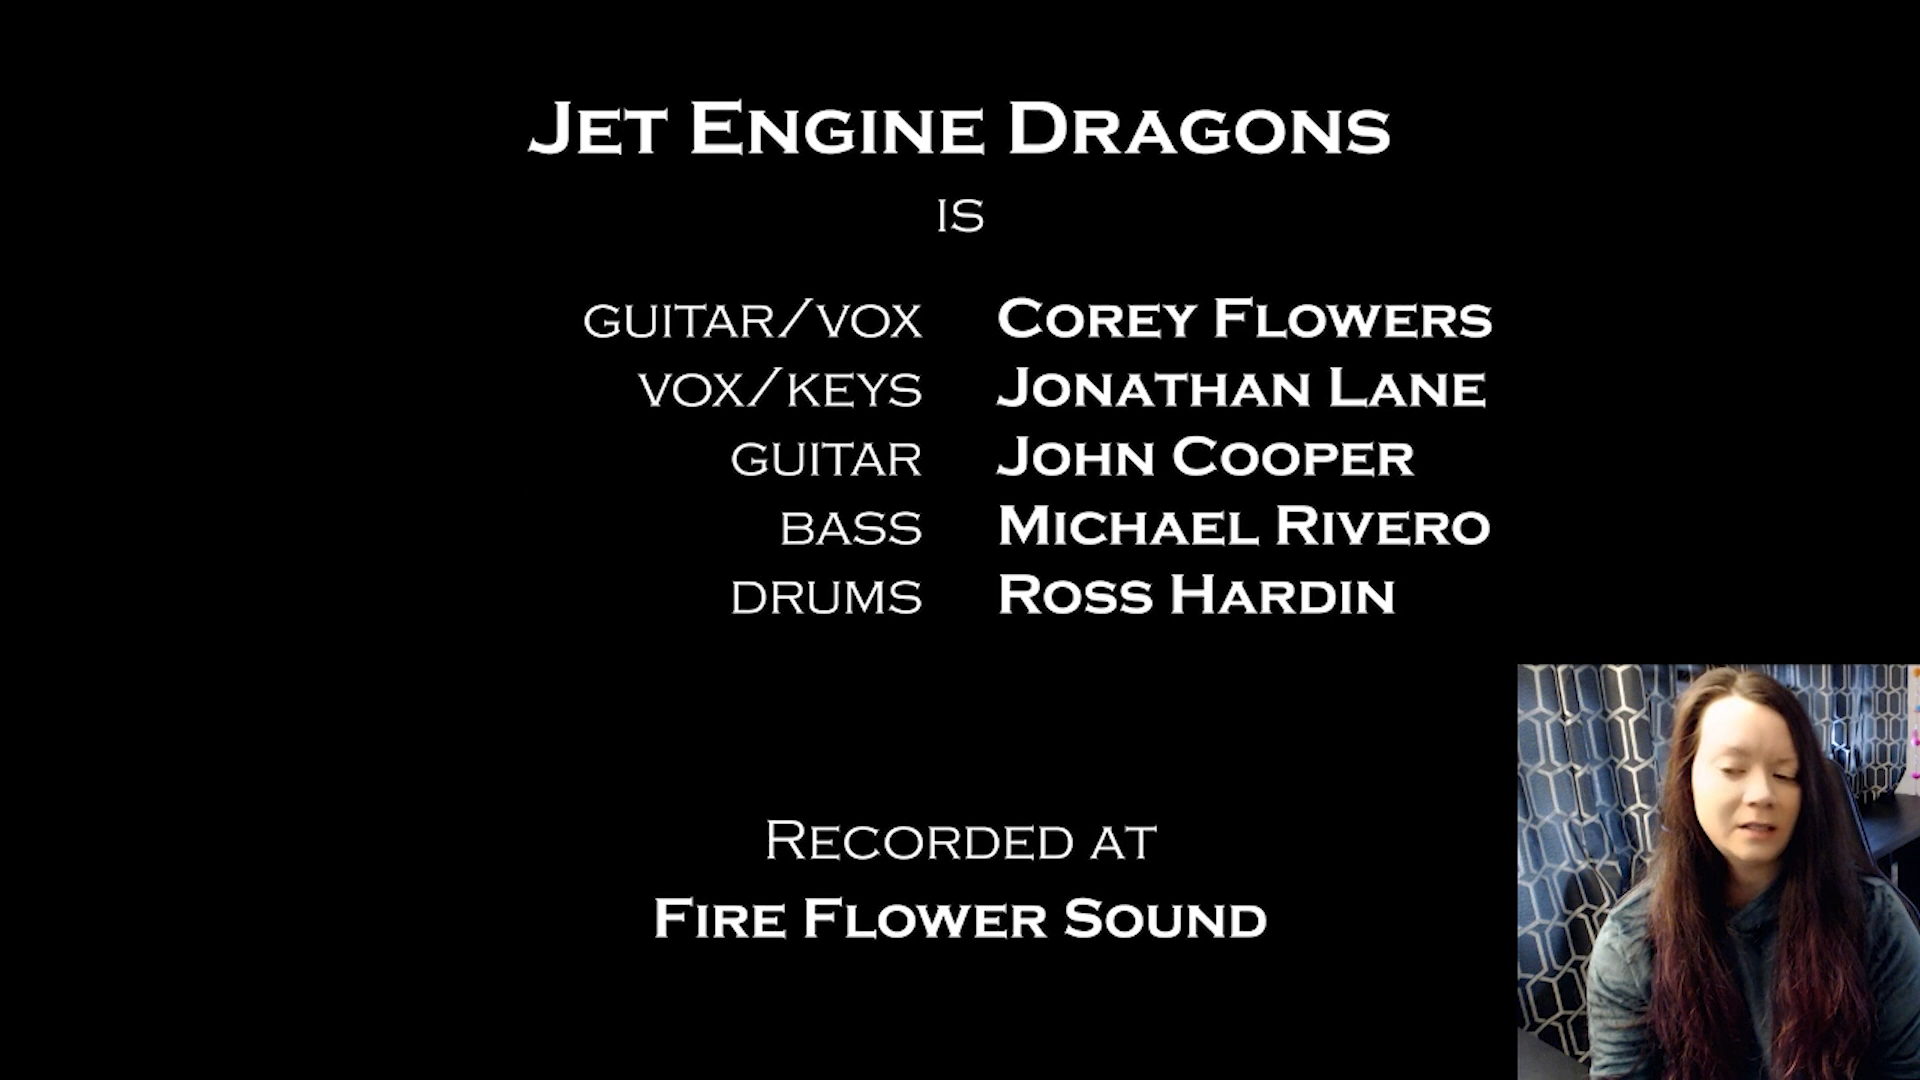 Jet Engine Dragons
is
guitar/vox Corey Flowers
vox/keys Jonathan Lane
guitar John Cooper
bass Michael Rivero
drums Ross Hardin
Recorded at
Fire Flower Sound